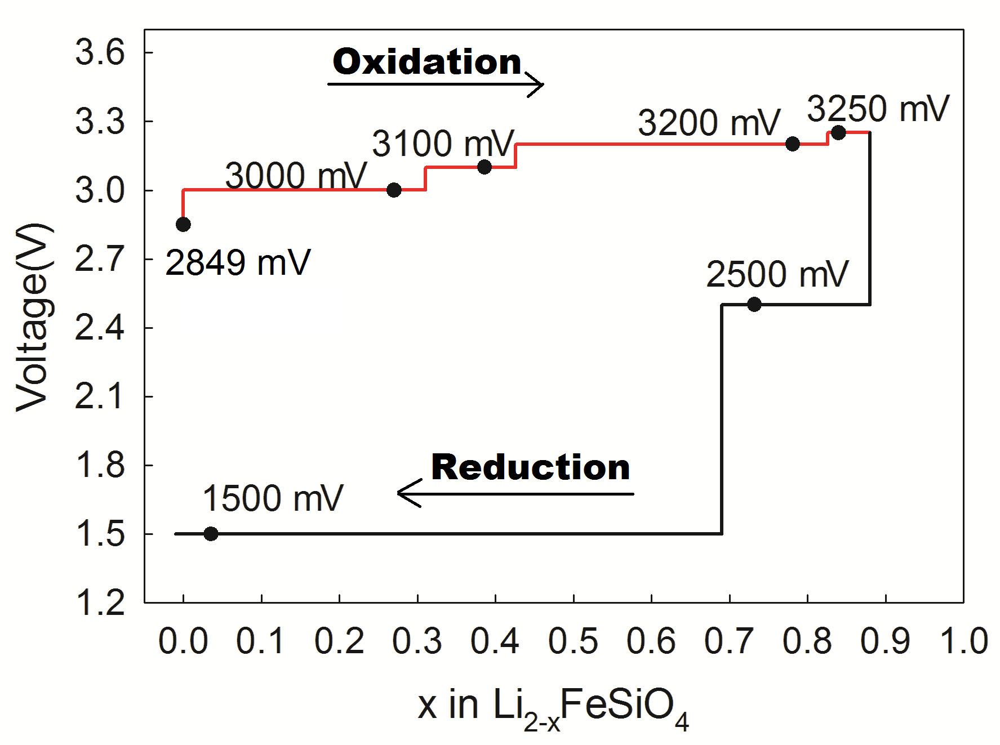 3.6
Oxidation
3.3
3250 mV
3200 mV
3100 mV
3000 mV
3.0
2849 mV
2.7
2500 mV
2.4
2.1
Voltage(V)
1.8
Reduction
1500 mV
1.5
1.2
0.0 0.1 0.2 0.3 0.4 0.5 0.6 0.7 0.8 0.9 1.0
x in Li2-xFeSiO4